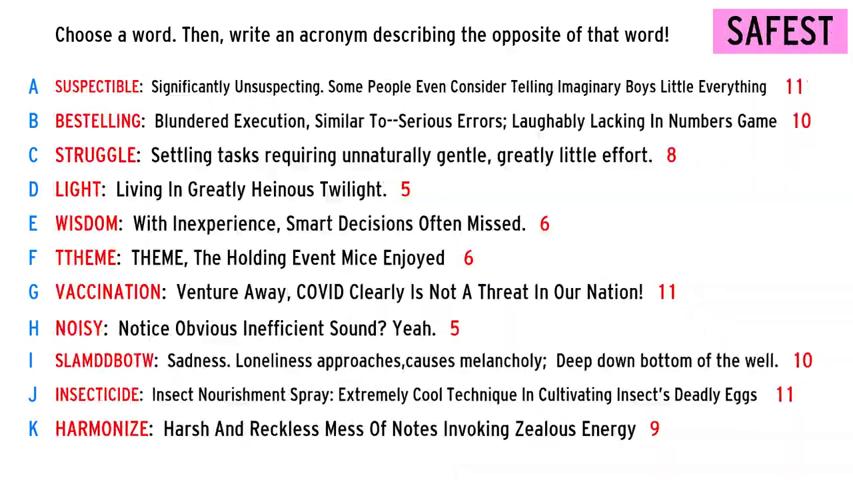 Choose a word. Then, write an acronym describing the opposite of that word!
SAFEST
A SUSPECTIBLE: Significantly Unsuspecting. Some People Even Consider Telling Imaginary Boys Little Everything 11
B BESTELLING: Blundered Execution, Similar To--Serious Errors; Laughably Lacking In Numbers Game 10
C STRUGGLE: Settling tasks requiring unnaturally gentle, greatly little effort. 8
D LIGHT: Living In Greatly Heinous Twilight. 5
E WISDOM: With Inexperience, Smart Decisions Often Missed. 6
F TTHEME: THEME, The Holding Event Mice Enjoyed 6
G VACCINATION: Venture Away, COVID Clearly Is Not A Threat In Our Nation! 11
H NOISY: Notice Obvious Inefficient Sound? Yeah. 5
I SLAMDDBOTW: Sadness. Loneliness approaches,causes melancholy; Deep down bottom of the well. 10
J INSECTICIDE: Insect Nourishment Spray: Extremely Cool Technique In Cultivating Insect's Deadly Eggs 11
K HARMONIZE: Harsh And Reckless Mess Of Notes Invoking Zealous Energy 9